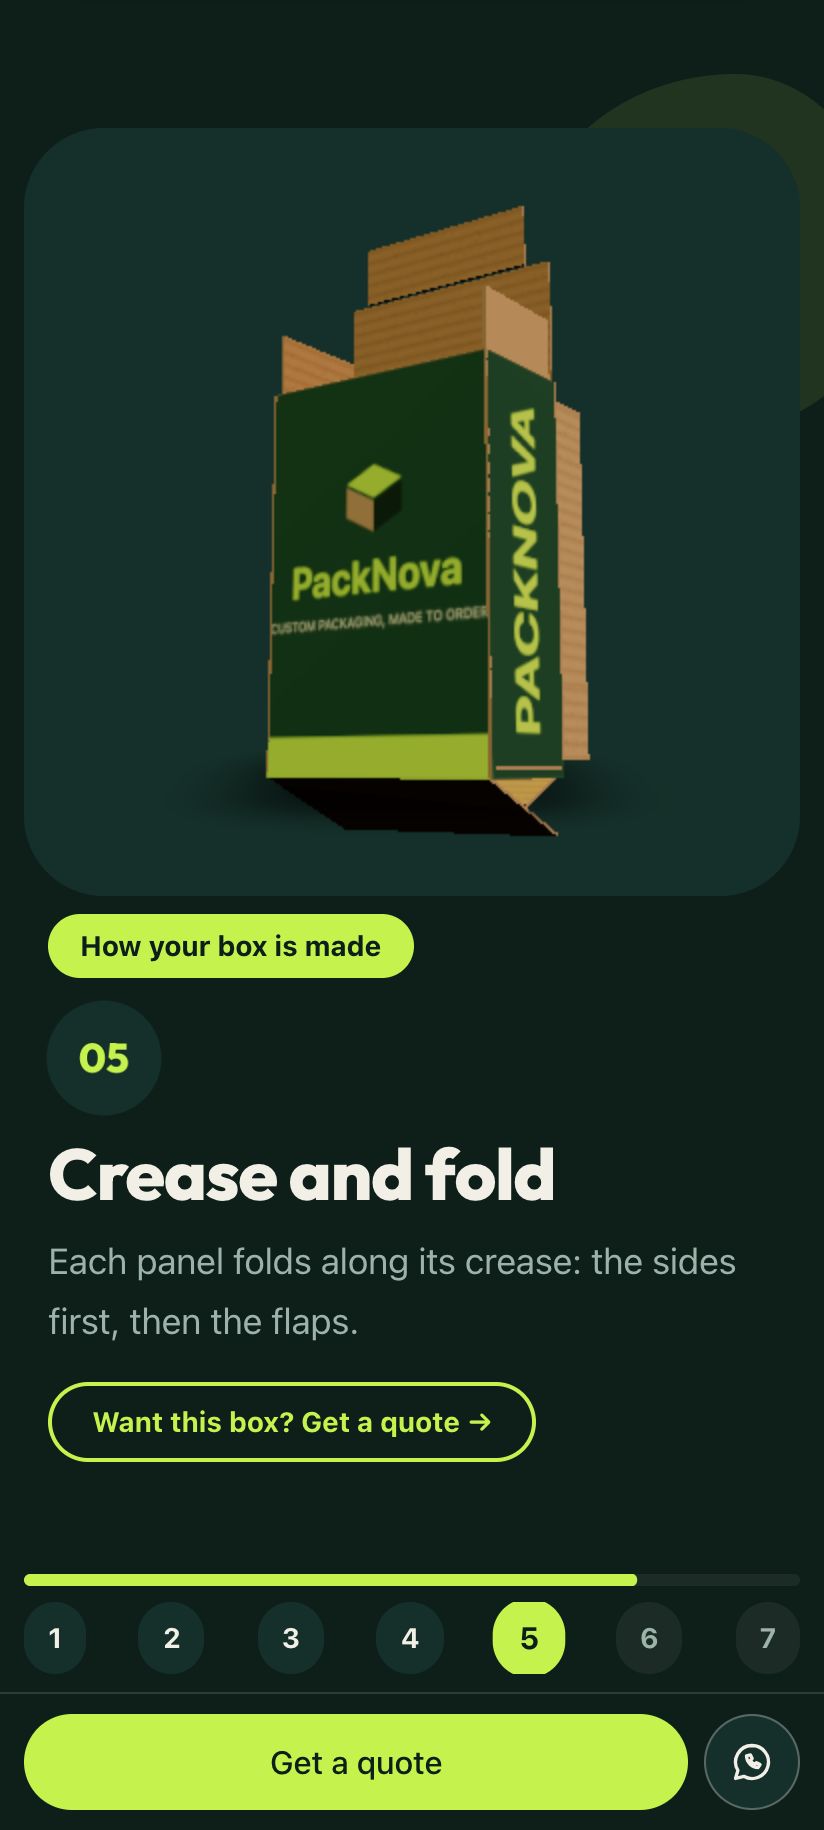 PackNova
CUSTOM PACKAGING, MADE TO ORDER
PACKNOVA
How your box is made
05
Crease and fold
Each panel folds along its crease: the sides
first, then the flaps.
Want this box? Get a quote →
1 2 3 4 5 6 7
Get a quote